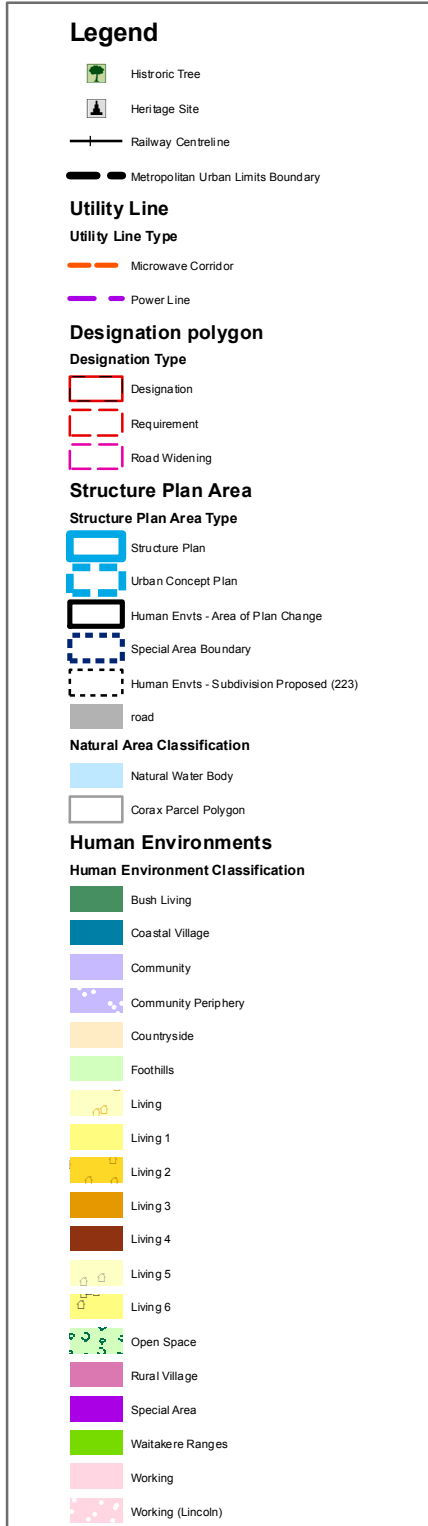 Legend
Histroric Tree
Heritage Site
Railway Centreline
Metropolitan Urban Limits Boundary
Utility Line
Utility Line Type
Microwave Corridor
Power Line
Designation polygon
Designation Type
Designation
Requirement
Road Widening
Structure Plan Area
Structure Plan Area Type
Structure Plan
Urban Concept Plan
Human Envts - Area of Plan Change
Special Area Boundary
Human Envts - Subdivision Proposed (223)
road
Natural Area Classification
Natural Water Body
Corax Parcel Polygon
Human Environments
Human Environment Classification
Bush Living
Coastal Village
Community
Community Periphery
Countryside
Foothills
Living
Living 1
Living 2
Living 3
Living 4
Living 5
Living 6
Open Space
Rural Village
Special Area
Waitakere Ranges
Working
Working (Lincoln)